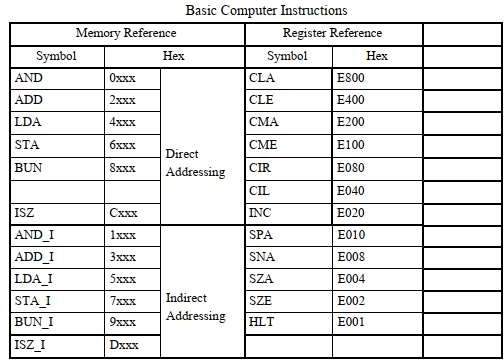 Basic Computer Instructions
Memory Reference Register Reference
Symbol Hex Symbol Hex
AND 0xxx CLA E800
ADD 2xxx CLE E400
LDA 4xxx CMA E200
STA 6xxx CME E100
Direct
BUN 8xxx CIR E080
Addressing
CIL E040
ISZ Cxxx INC E020
AND_I 1xxx SPA E010
ADD_I 3xxx SNA E008
LDA_I 5xxx SZA E004
STA_I 7xxx Indirect SZE E002
BUN_I 9xxx Addressing HLT E001
ISZ_I Dxxx